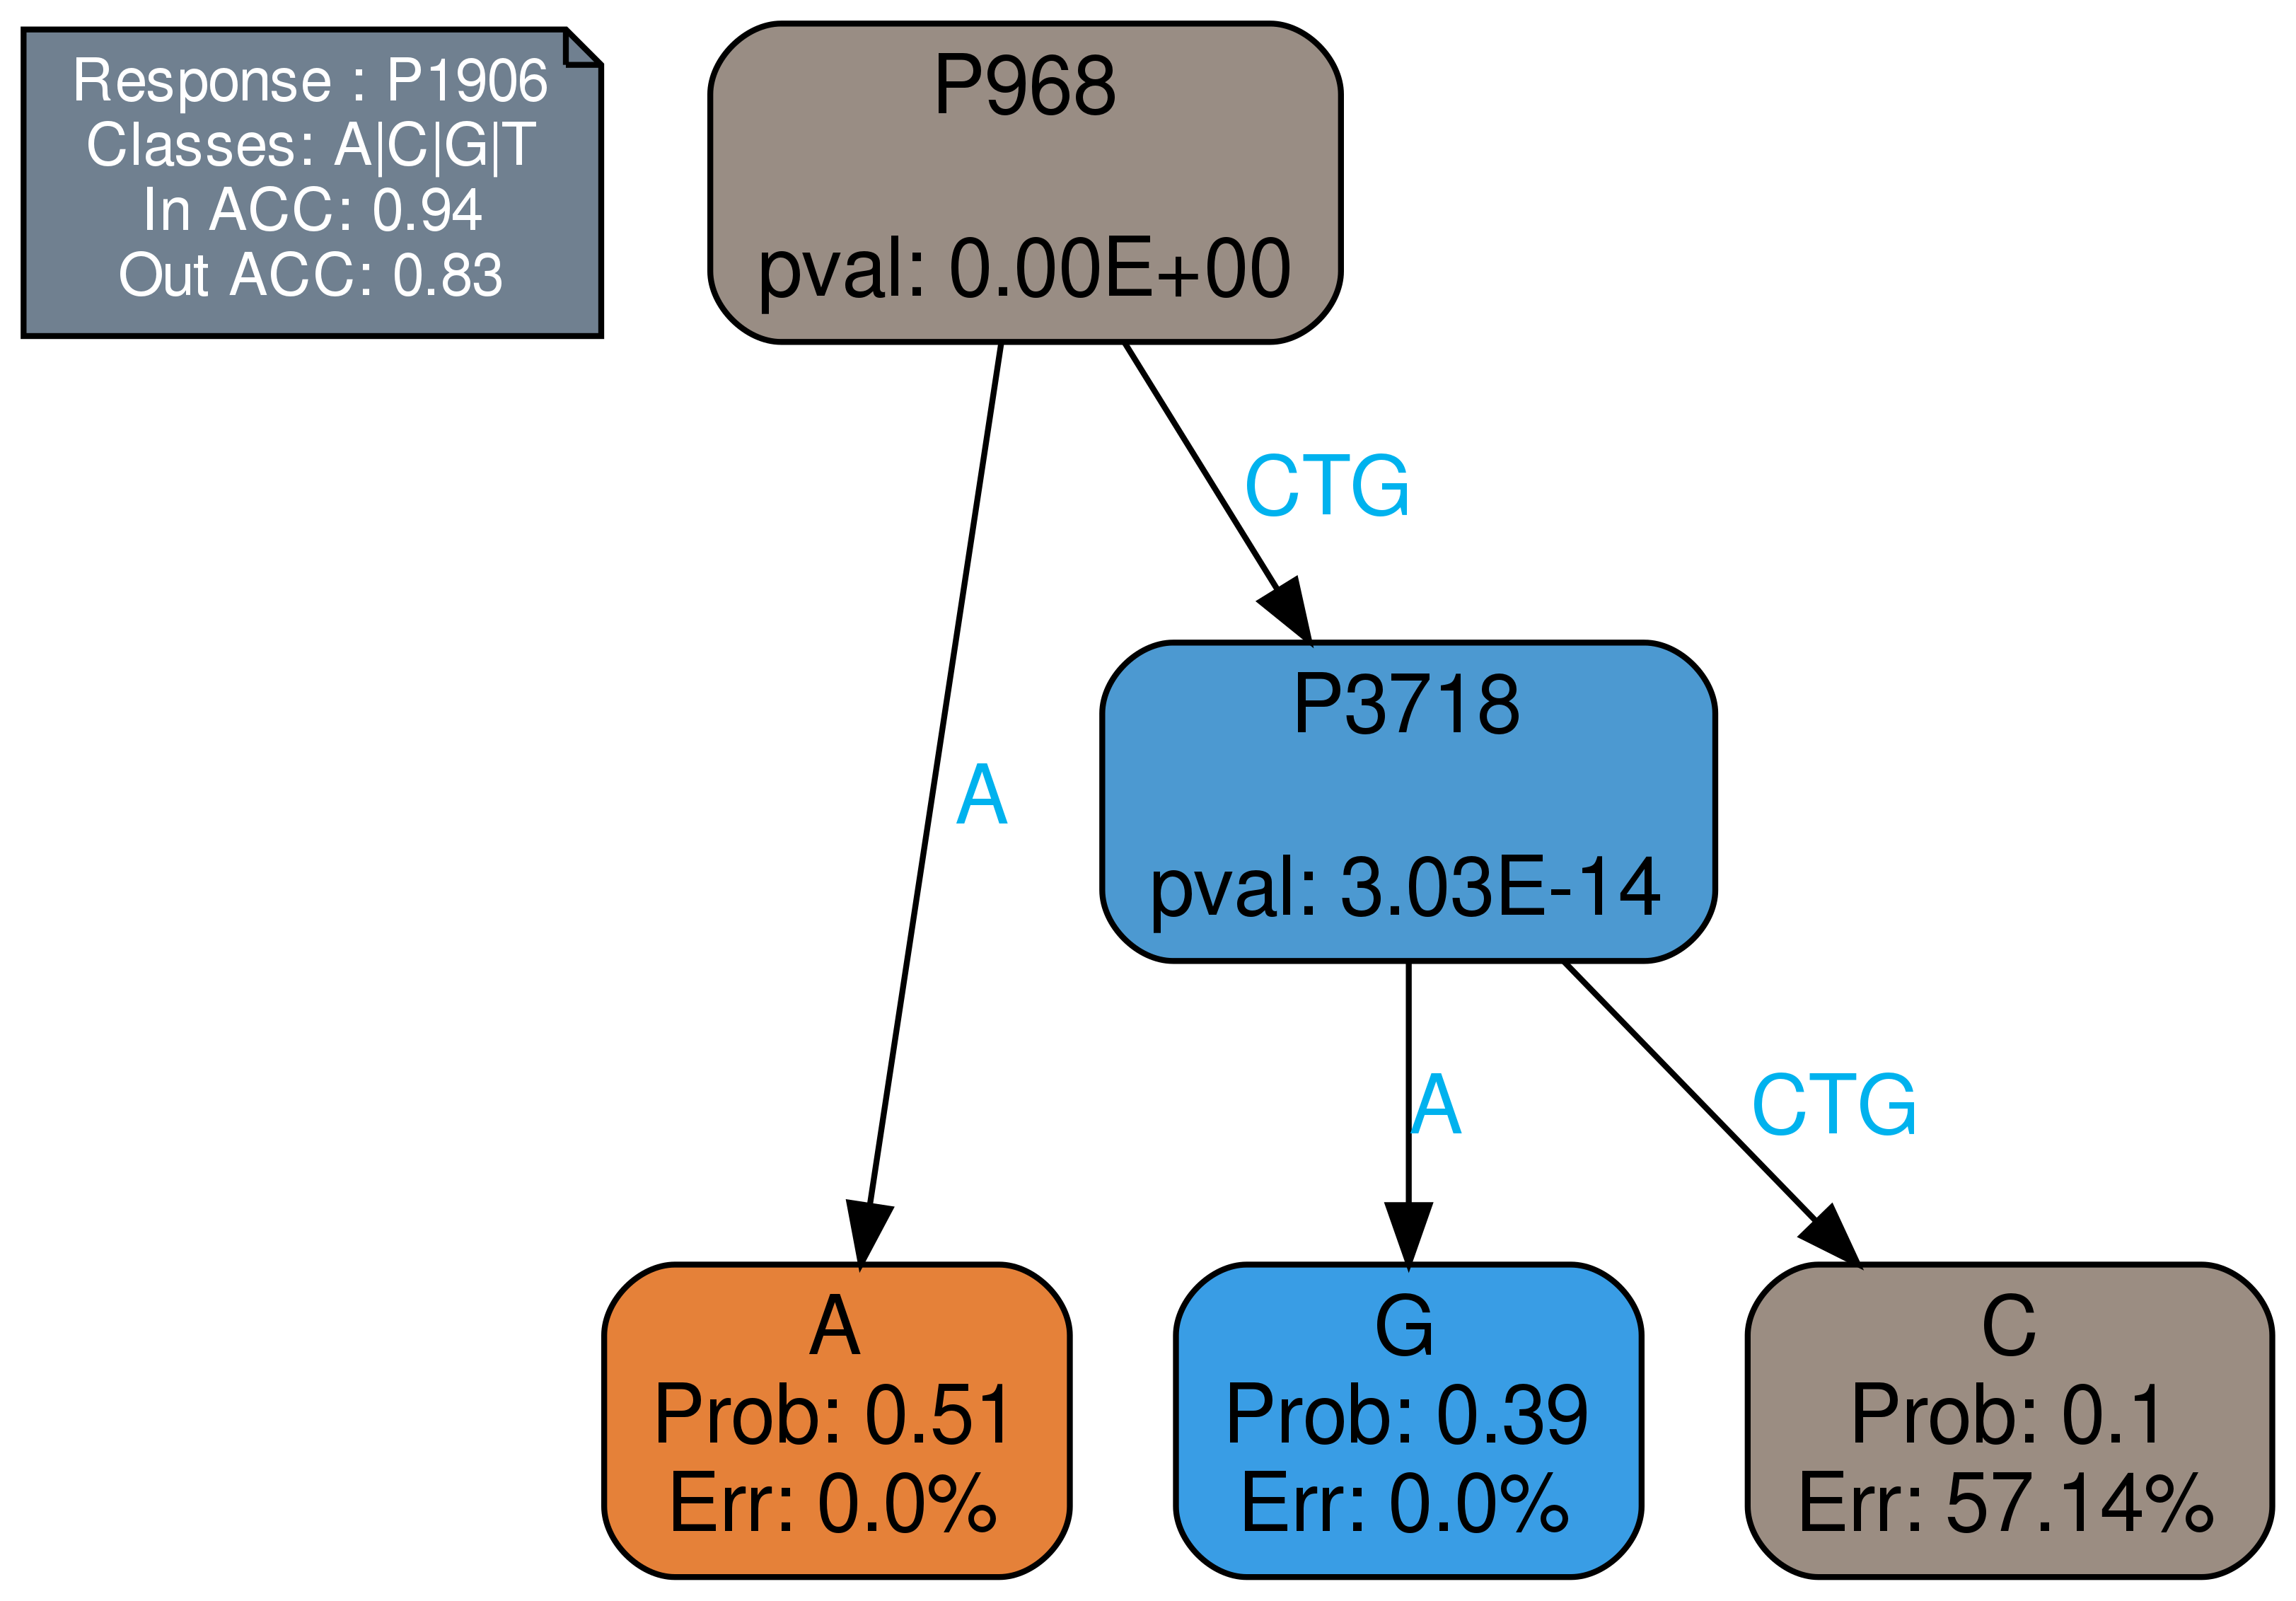 Response : P1906
Classes: A|C|G|T
In ACC: 0.94
Out ACC: 0.83
P968
pval: 0.00E+00
CTG
P3718
pval: 3.03E-14
A
A
CTG
A
Prob: 0.51
Err: 0.0%
G
Prob: 0.39
Err: 0.0%
C
Prob: 0.1
Err: 57.14%